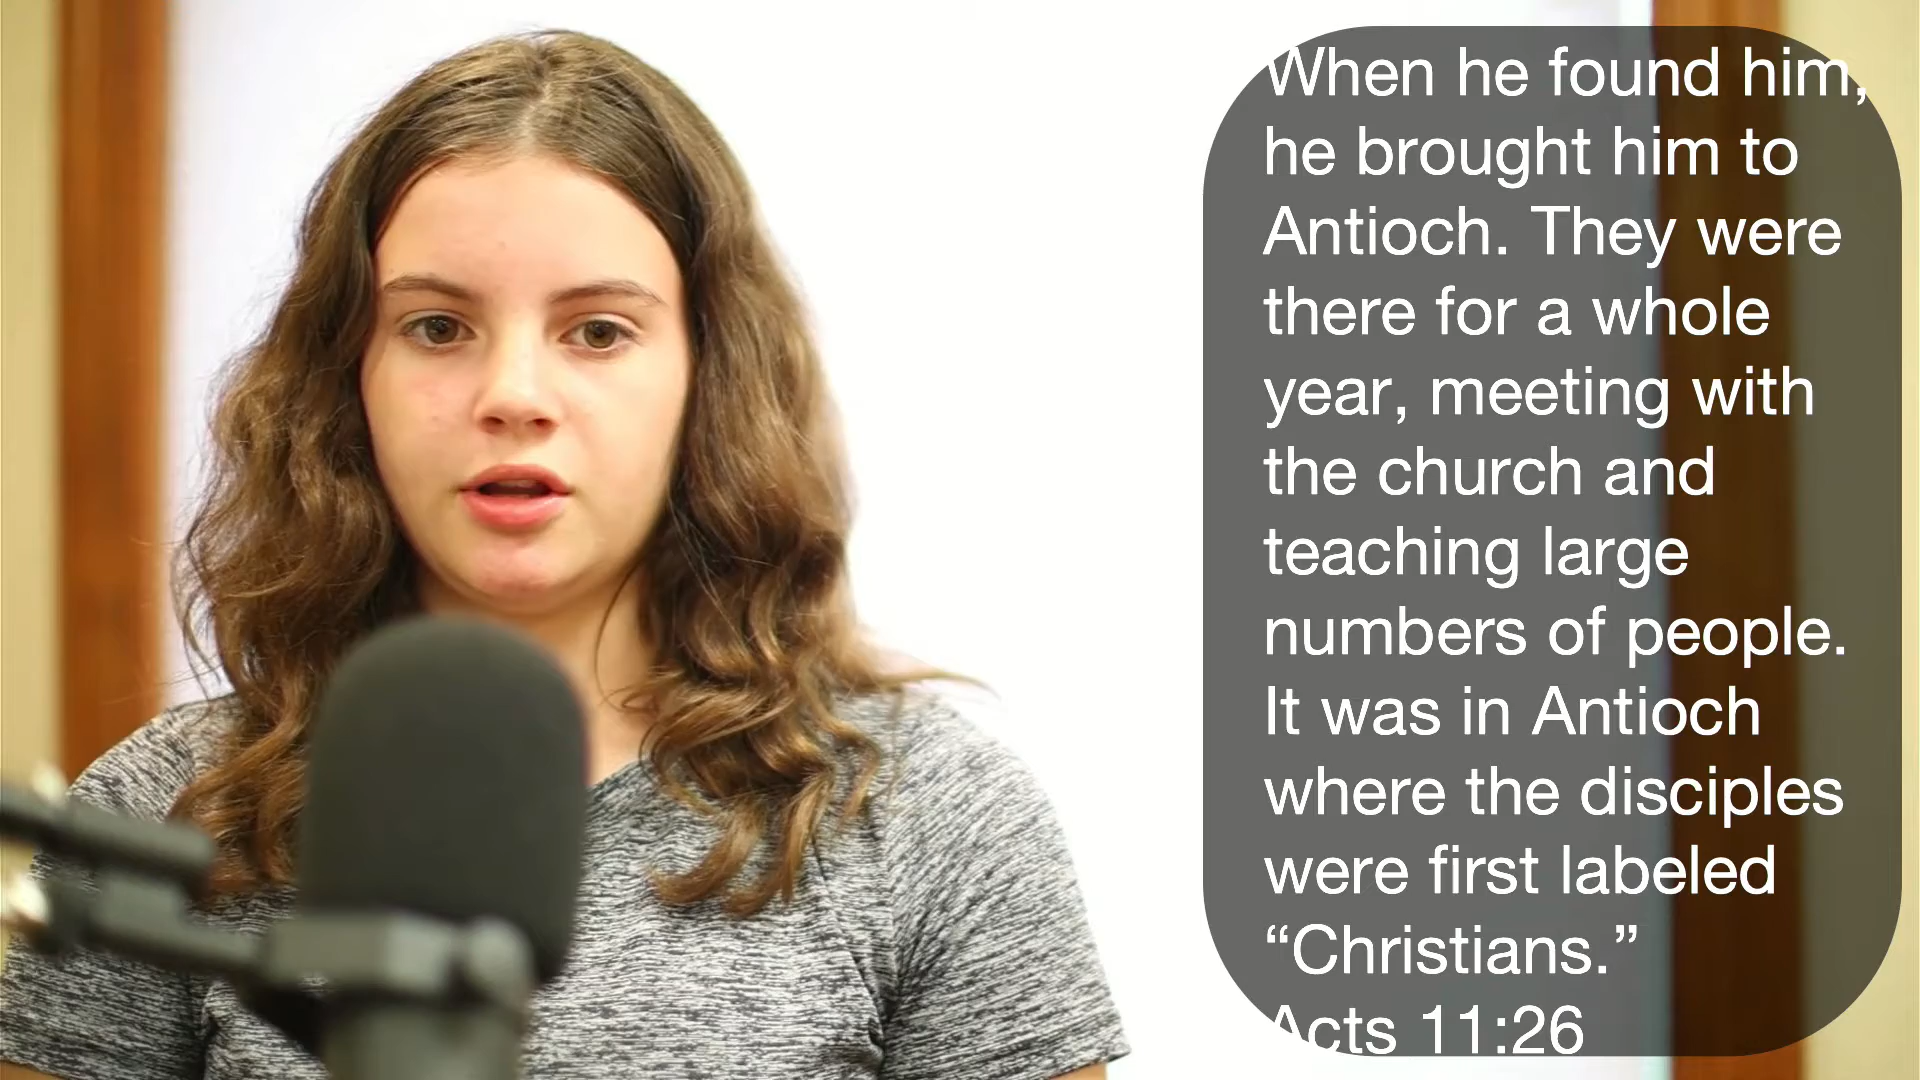 When he found him,
he brought him to
Antioch. They were
there for a whole
year, meeting with
the church and
teaching large
numbers of people.
It was in Antioch
where the disciples
were first labeled
“Christians.”
Acts 11:26